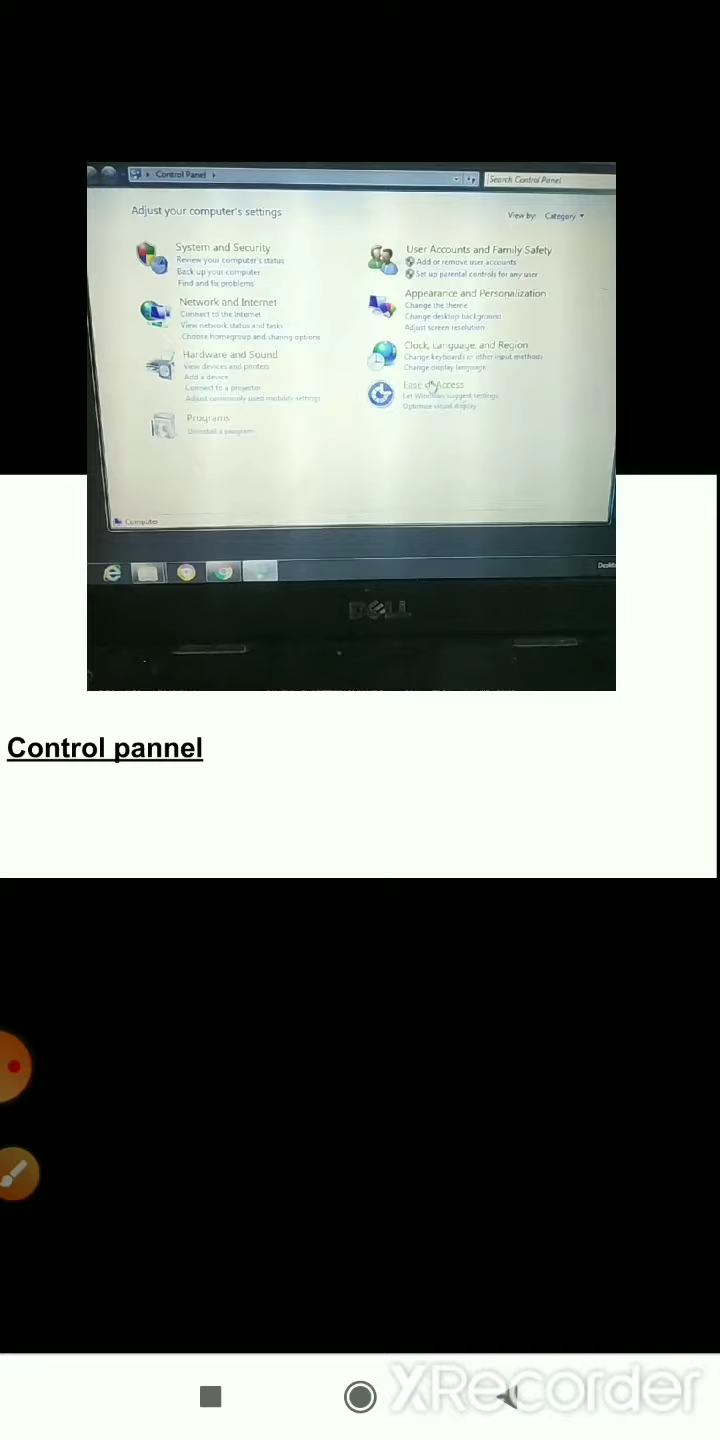 Control Panel
Search Control Panel
Adjust your computer's settings
View by: Category
System and Security
Review your computer's status
Back up your computer
Find and fix problems
Network and Internet
Connect to the Internet
View network status and tasks
Choose homegroup and sharing options
Hardware and Sound
View devices and printers
Add a device
Connect to a projector
Adjust commonly used mobility settings
Programs
Uninstall a program
User Accounts and Family Safety
Add or remove user accounts
Set up parental controls for any user
Appearance and Personalization
Change the theme
Change desktop background
Adjust screen resolution
Clock, Language, and Region
Change keyboards or other input methods
Change display language
Ease of Access
Let Windows suggest settings
Optimize visual display
Computer
DELL
Control pannel
XRecorder